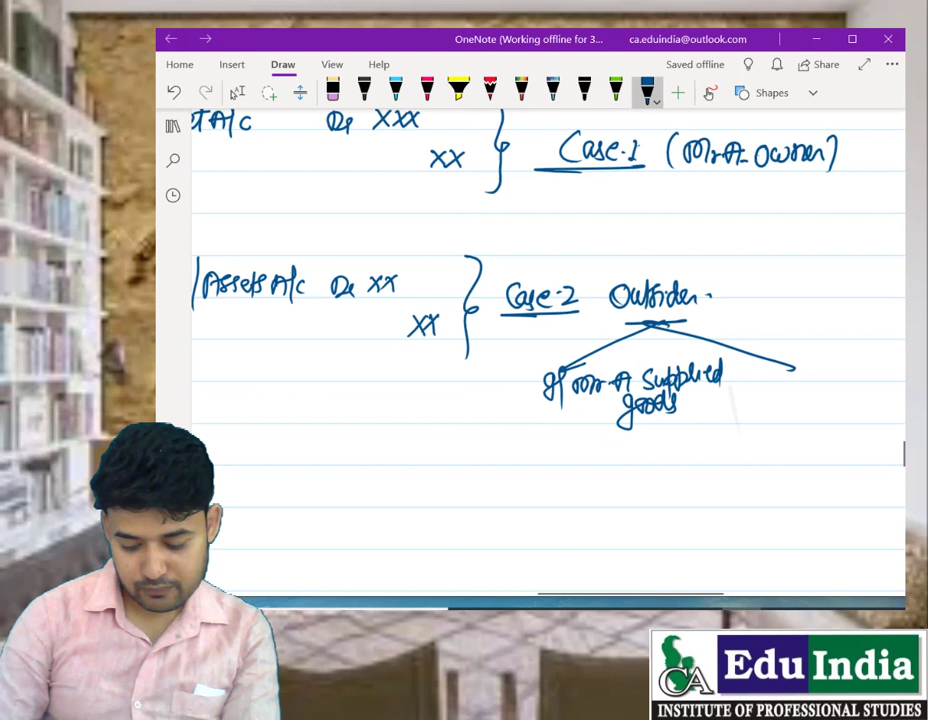 OneNote (Working offline for 3... ca.eduindia@outlook.com
Home Insert Draw View Help Saved offline Share
Shapes
A/c Dr XXX
XX
Case-1 (Mr. A- Owner)
Assets A/c Dr XX
XX
Case-2 Outsider.
If Mr. A supplied
goods
CA
Edu India
INSTITUTE OF PROFESSIONAL STUDIES